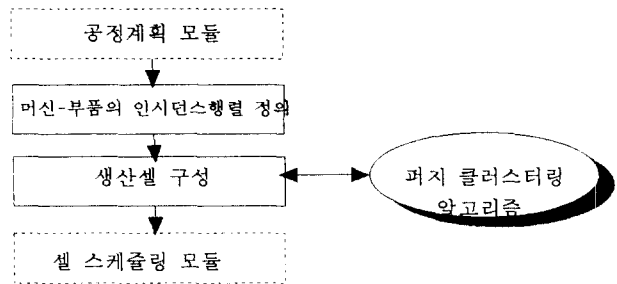 공정계획 모듈
머신-부품의 인시던스행렬 정의
생산셀 구성
퍼지 클러스터링
알고리즘
셀 스케쥴링 모듈